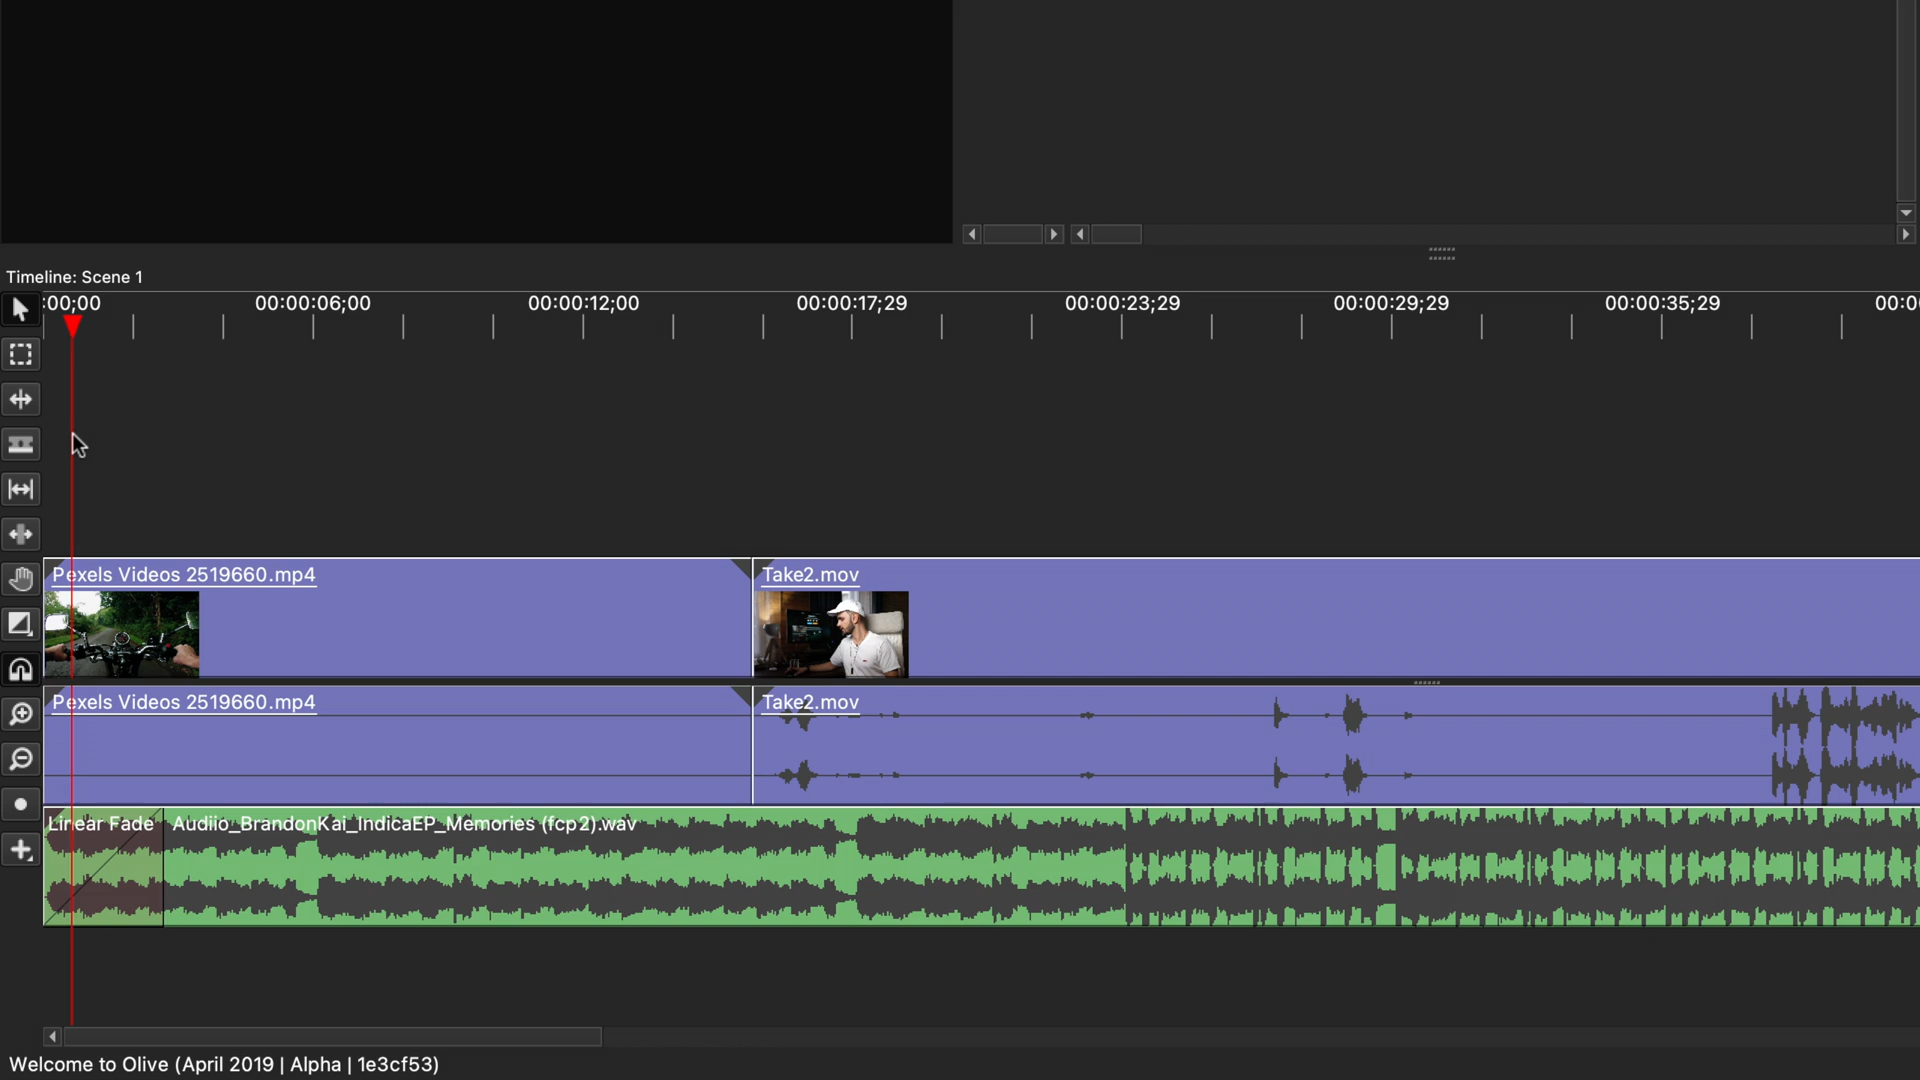 Timeline: Scene 1
:00;00 00:00:06;00 00:00:12;00 00:00:17;29 00:00:23;29 00:00:29;29 00:00:35;29 00:0
Pexels Videos 2519660.mp4 Take2.mov
Pexels Videos 2519660.mp4 Take2.mov
Linear Fade Audiio_BrandonKai_IndicaEP_Memories (fcp2).wav
Welcome to Olive (April 2019 | Alpha | 1e3cf53)